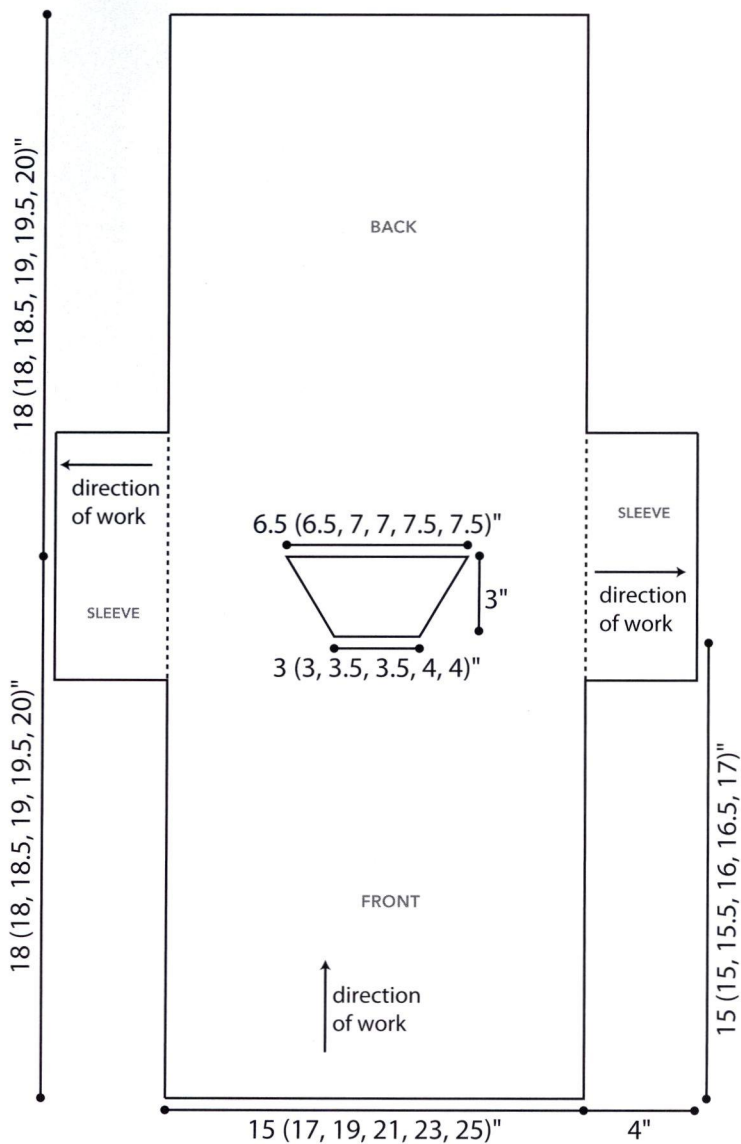 18 (18, 18.5, 19, 19.5, 20)"
BACK
direction
of work
SLEEVE
6.5 (6.5, 7, 7, 7.5, 7.5)"
3"
3 (3, 3.5, 3.5, 4, 4)"
SLEEVE
direction
of work
18 (18, 18.5, 19, 19.5, 20)"
FRONT
direction
of work
15 (15, 15.5, 16, 16.5, 17)"
15 (17, 19, 21, 23, 25)"
4"